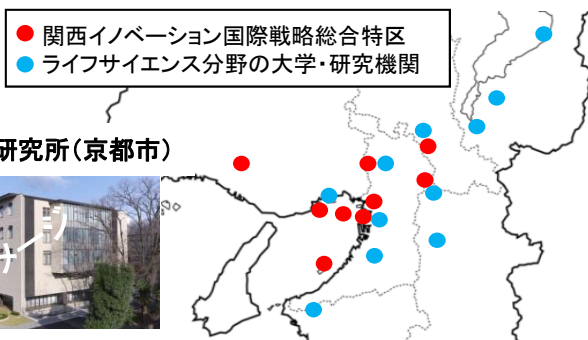 関西イノベーション国際戦略総合特区
ライフサイエンス分野の大学・研究機関
研究所(京都市)
サ